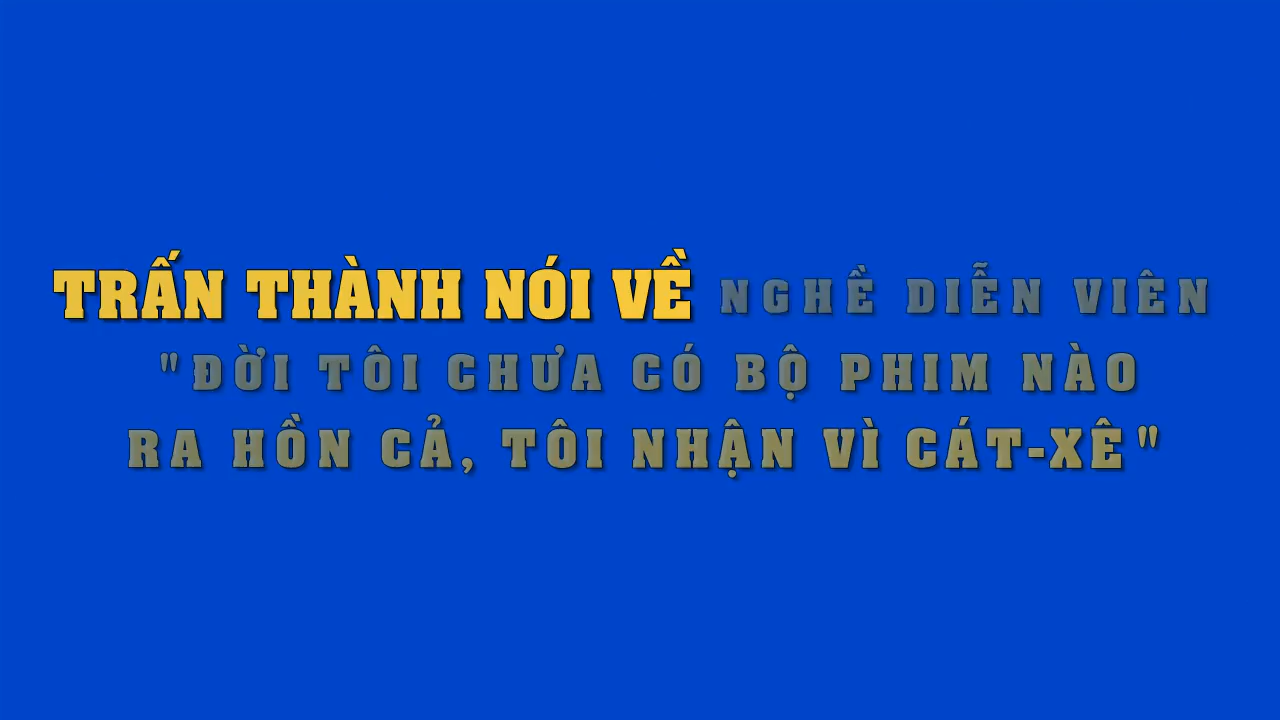 TRẤN THÀNH NÓI VỀ NGHỀ DIỄN VIÊN
"ĐỜI TÔI CHƯA CÓ BỘ PHIM NÀO
RA HỒN CẢ, TÔI NHẬN VÌ CÁT-XÊ"